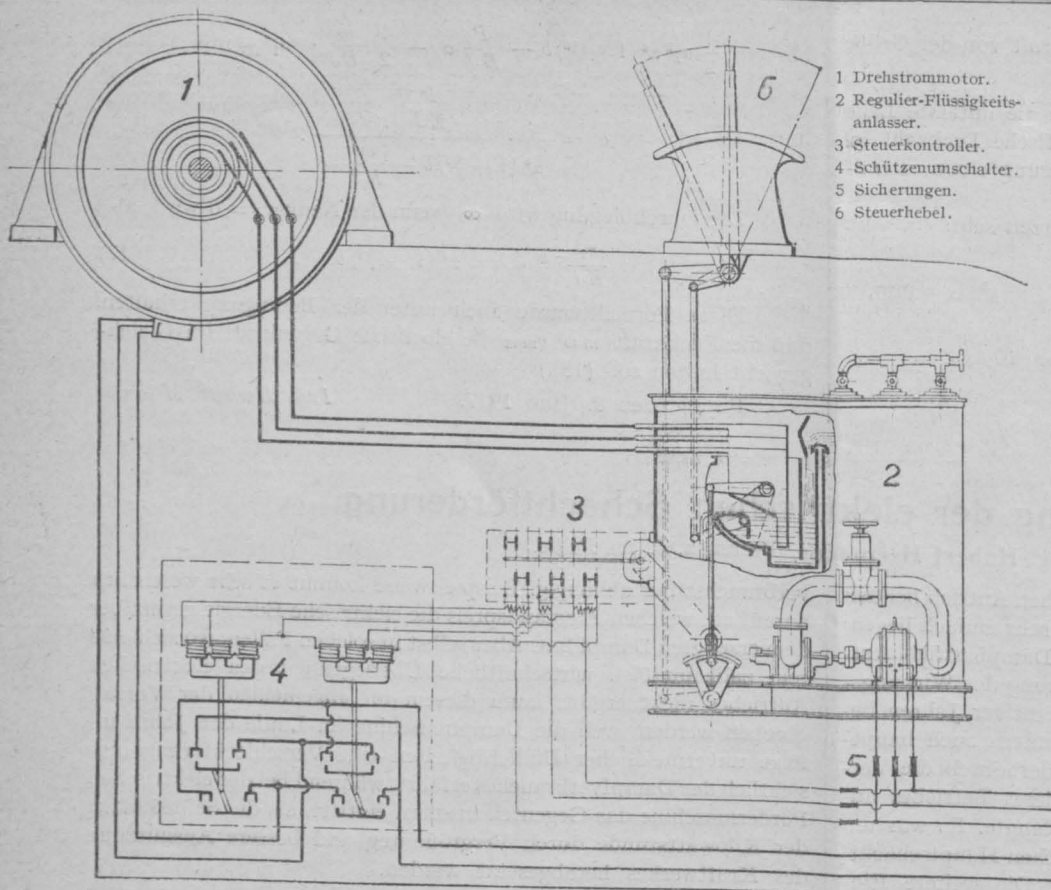 1
6
1 Drehstrommotor.
2 Regulier-Flüssigkeits-
anlasser.
3 Steuerkontroller.
4 Schützenumschalter.
5 Sicherungen.
6 Steuerhebel.
2
3
4
5